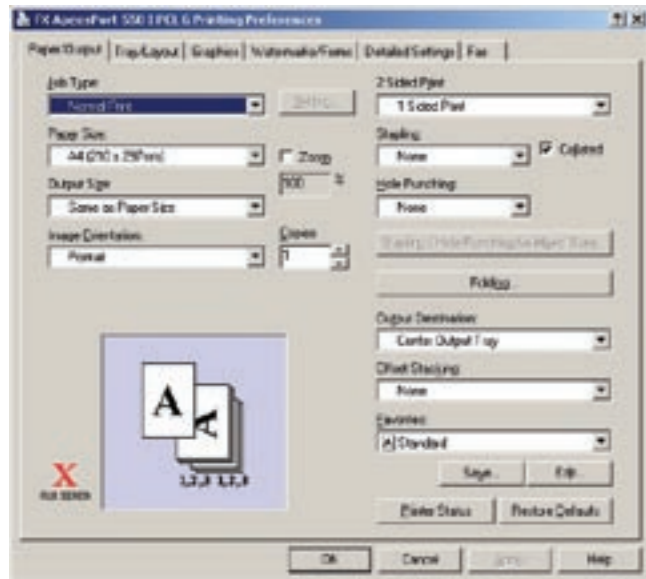 FX ApeosPort 550 I PCL 6 Printing Preferences
Paper/Output
Tray/Layout
Graphics
Watermarks/Forms
Detailed Settings
Fax
Job Type:
Normal Print
Paper Size:
A4 (210 x 297mm)
Zoom
100 %
Output Size
Same as Paper Size
Image Orientation:
Portrait
Copies
1
2 Sided Print
1 Sided Print
Stapling:
None
Collated
Hole Punching:
None
Folding...
Output Destination:
Center Output Tray
Offset Stacking:
None
Favorites:
Standard
Save...
Edit...
Printer Status
Restore Defaults
A
A
1,2,3 1,2,3
X
FUJI XEROX
OK
Cancel
Apply
Help